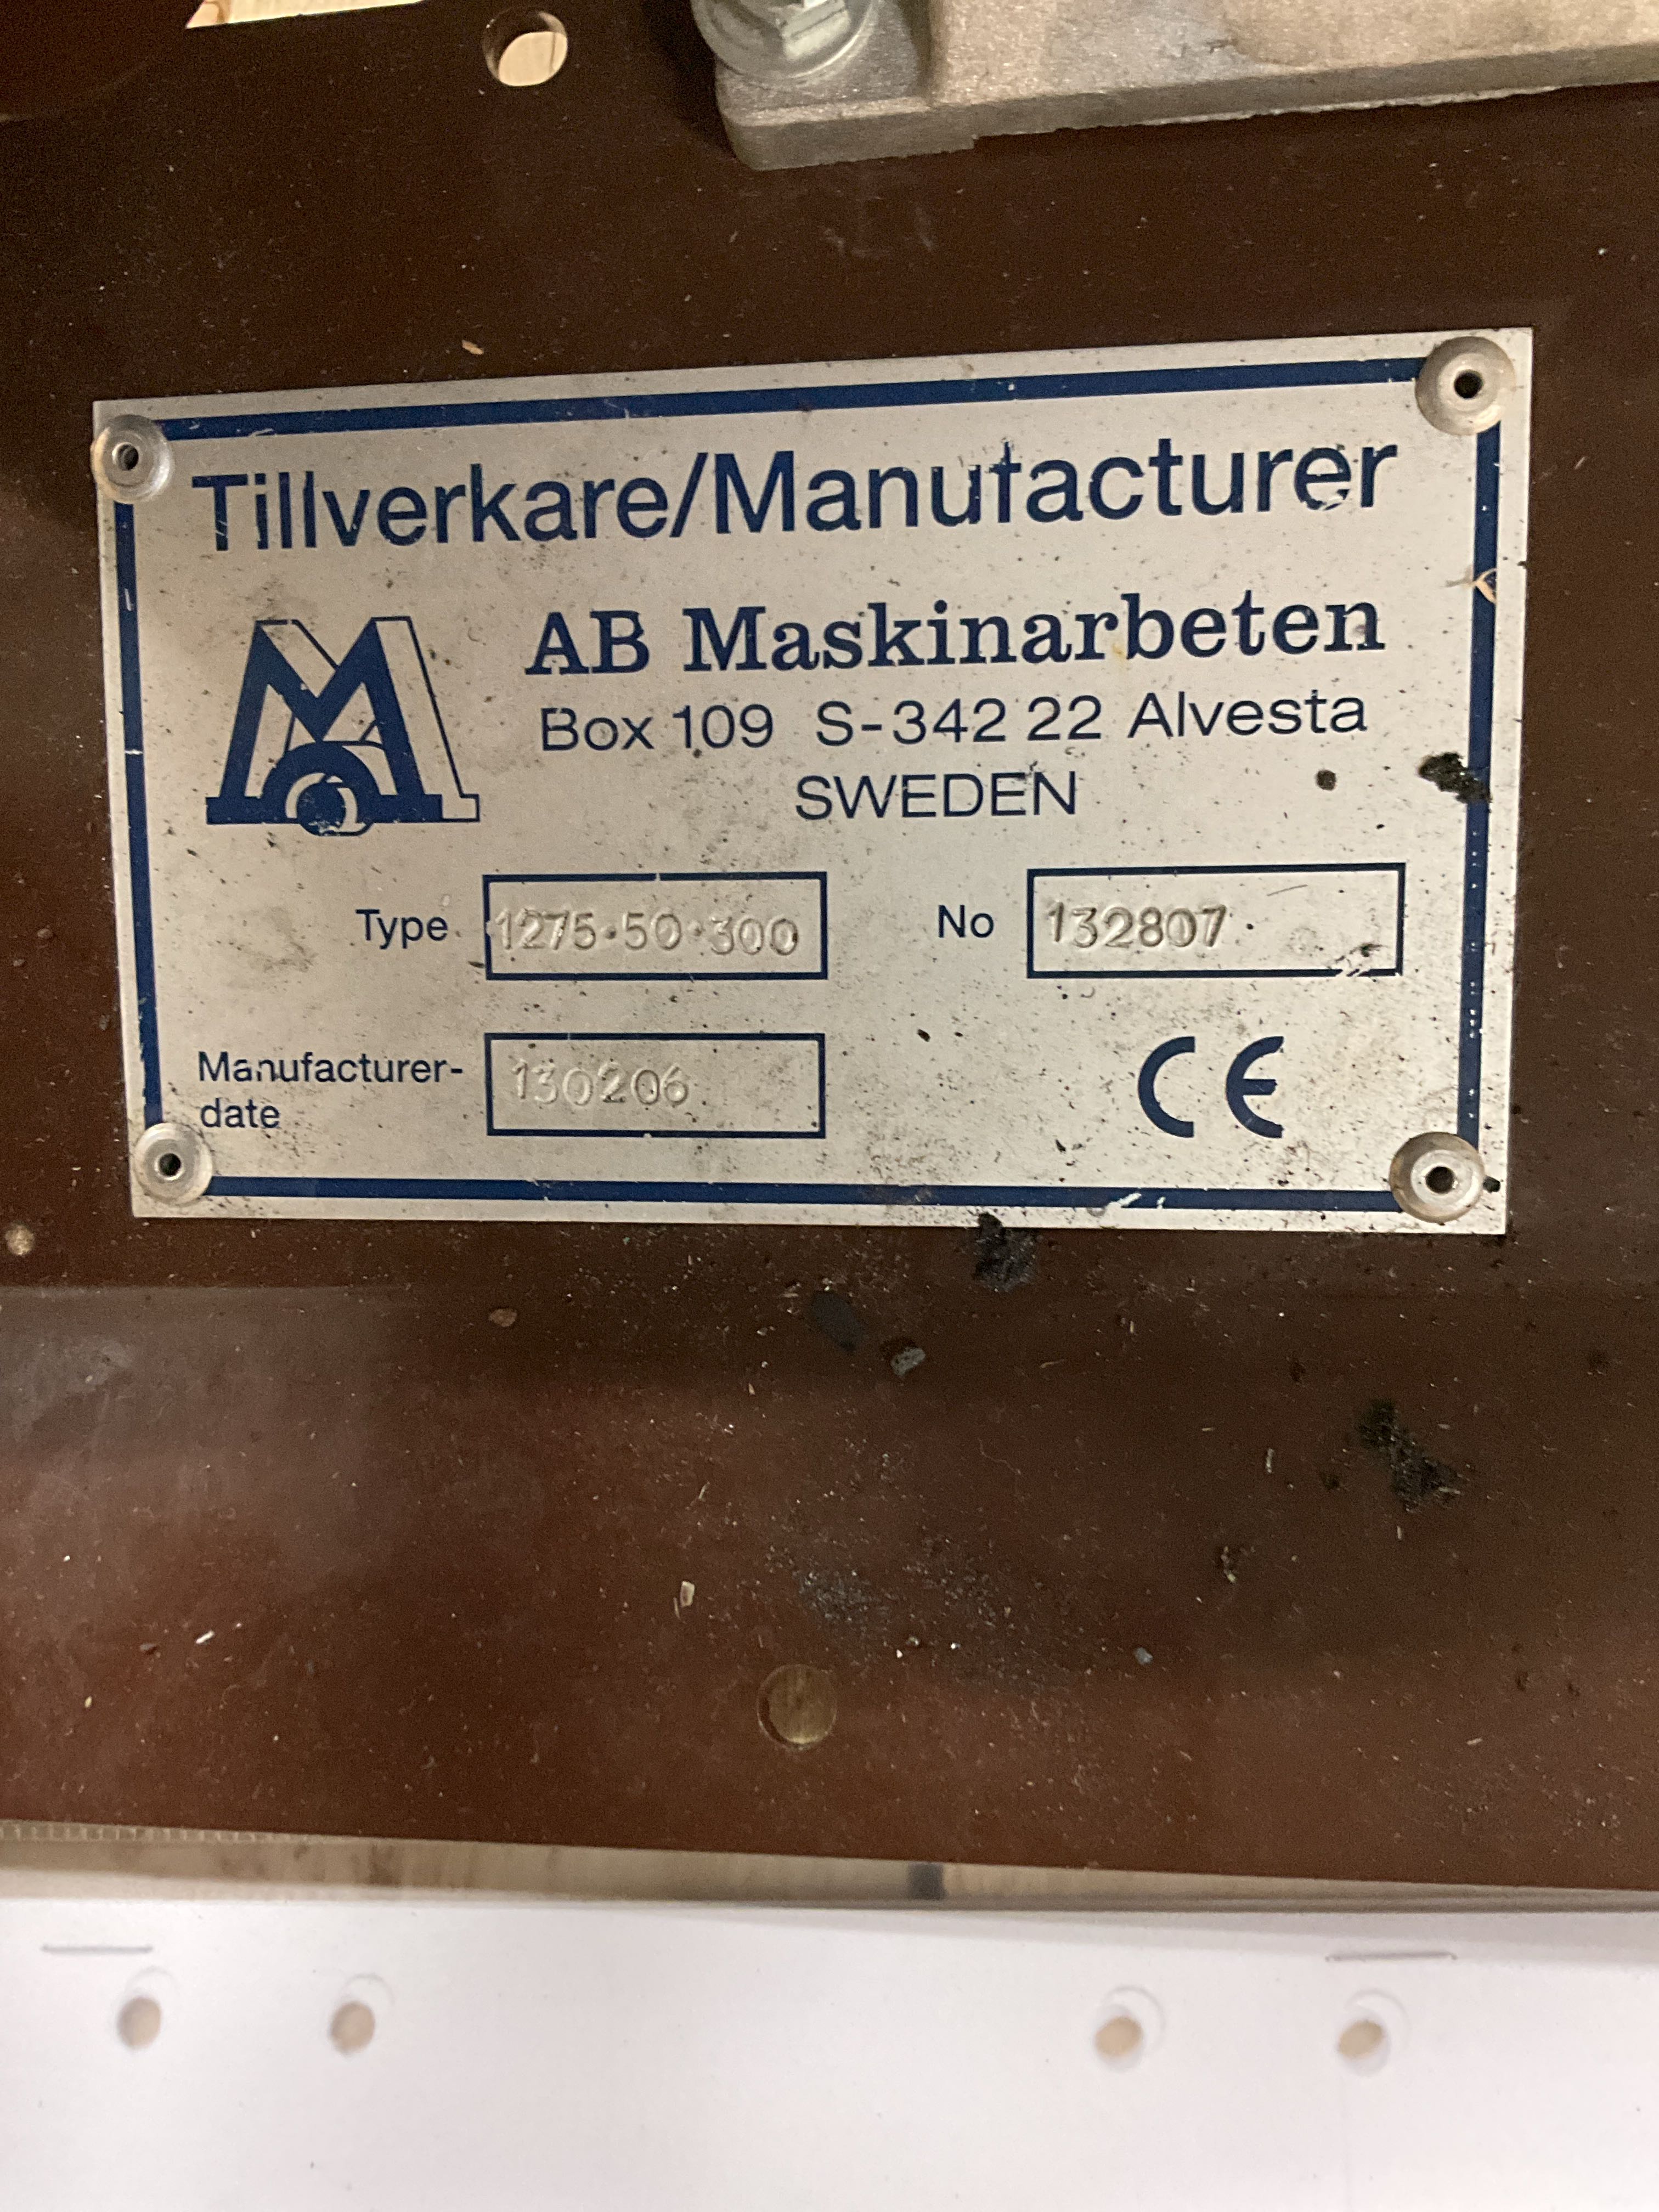 Tillverkare/Manufacturer
AB Maskinarbeten
Box 109 S-342 22 Alvesta
SWEDEN
Type 1275·50·300 No 132807
Manufacturer-
date 130206
CE